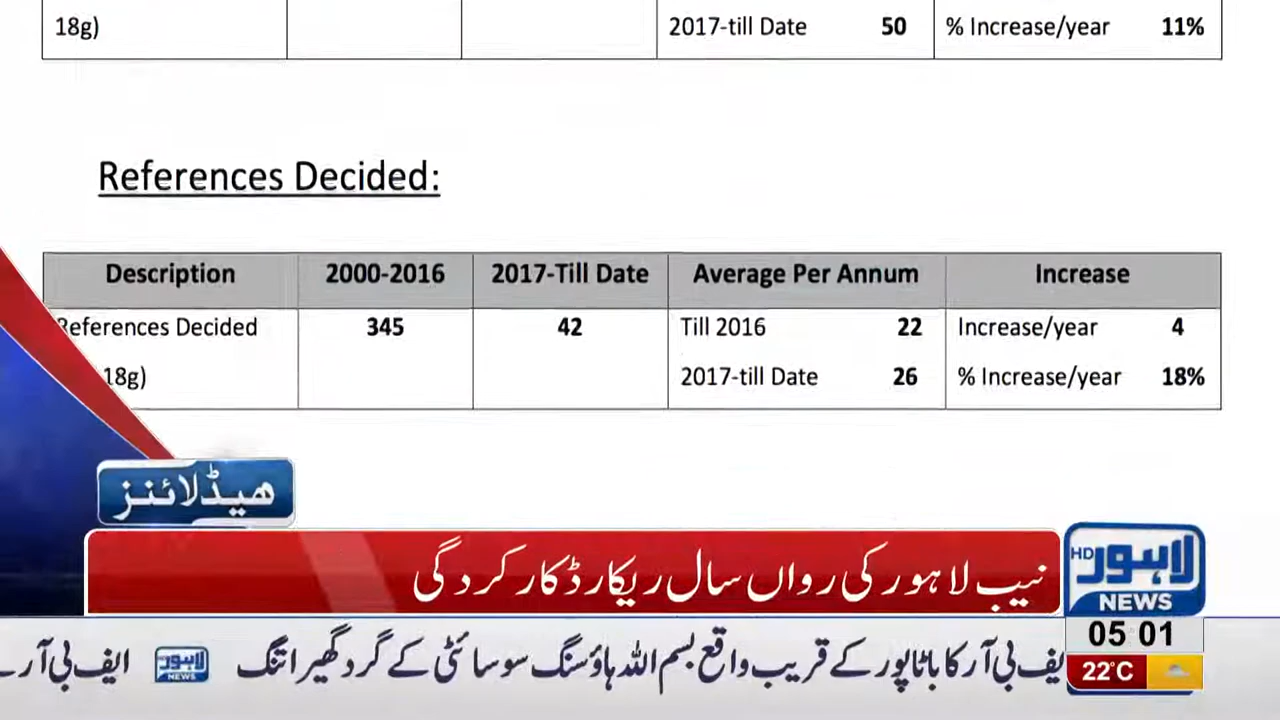 18g) 2017-till Date 50 % Increase/year 11%
References Decided:
Description 2000-2016 2017-Till Date Average Per Annum Increase
References Decided 345 42 Till 2016 22 Increase/year 4
18g) 2017-till Date 26 % Increase/year 18%
ھیڈلائنز
نیب لاہور کی رواں سال ریکارڈ کارکردگی
HD لاہور
NEWS
05 01
22°C
ایف بی آر کا باٹاپور کے قریب واقع بسم اللہ ہاؤسنگ سوسائٹی کے گرد گھیرا تنگ لاہور NEWS ایف بی آر